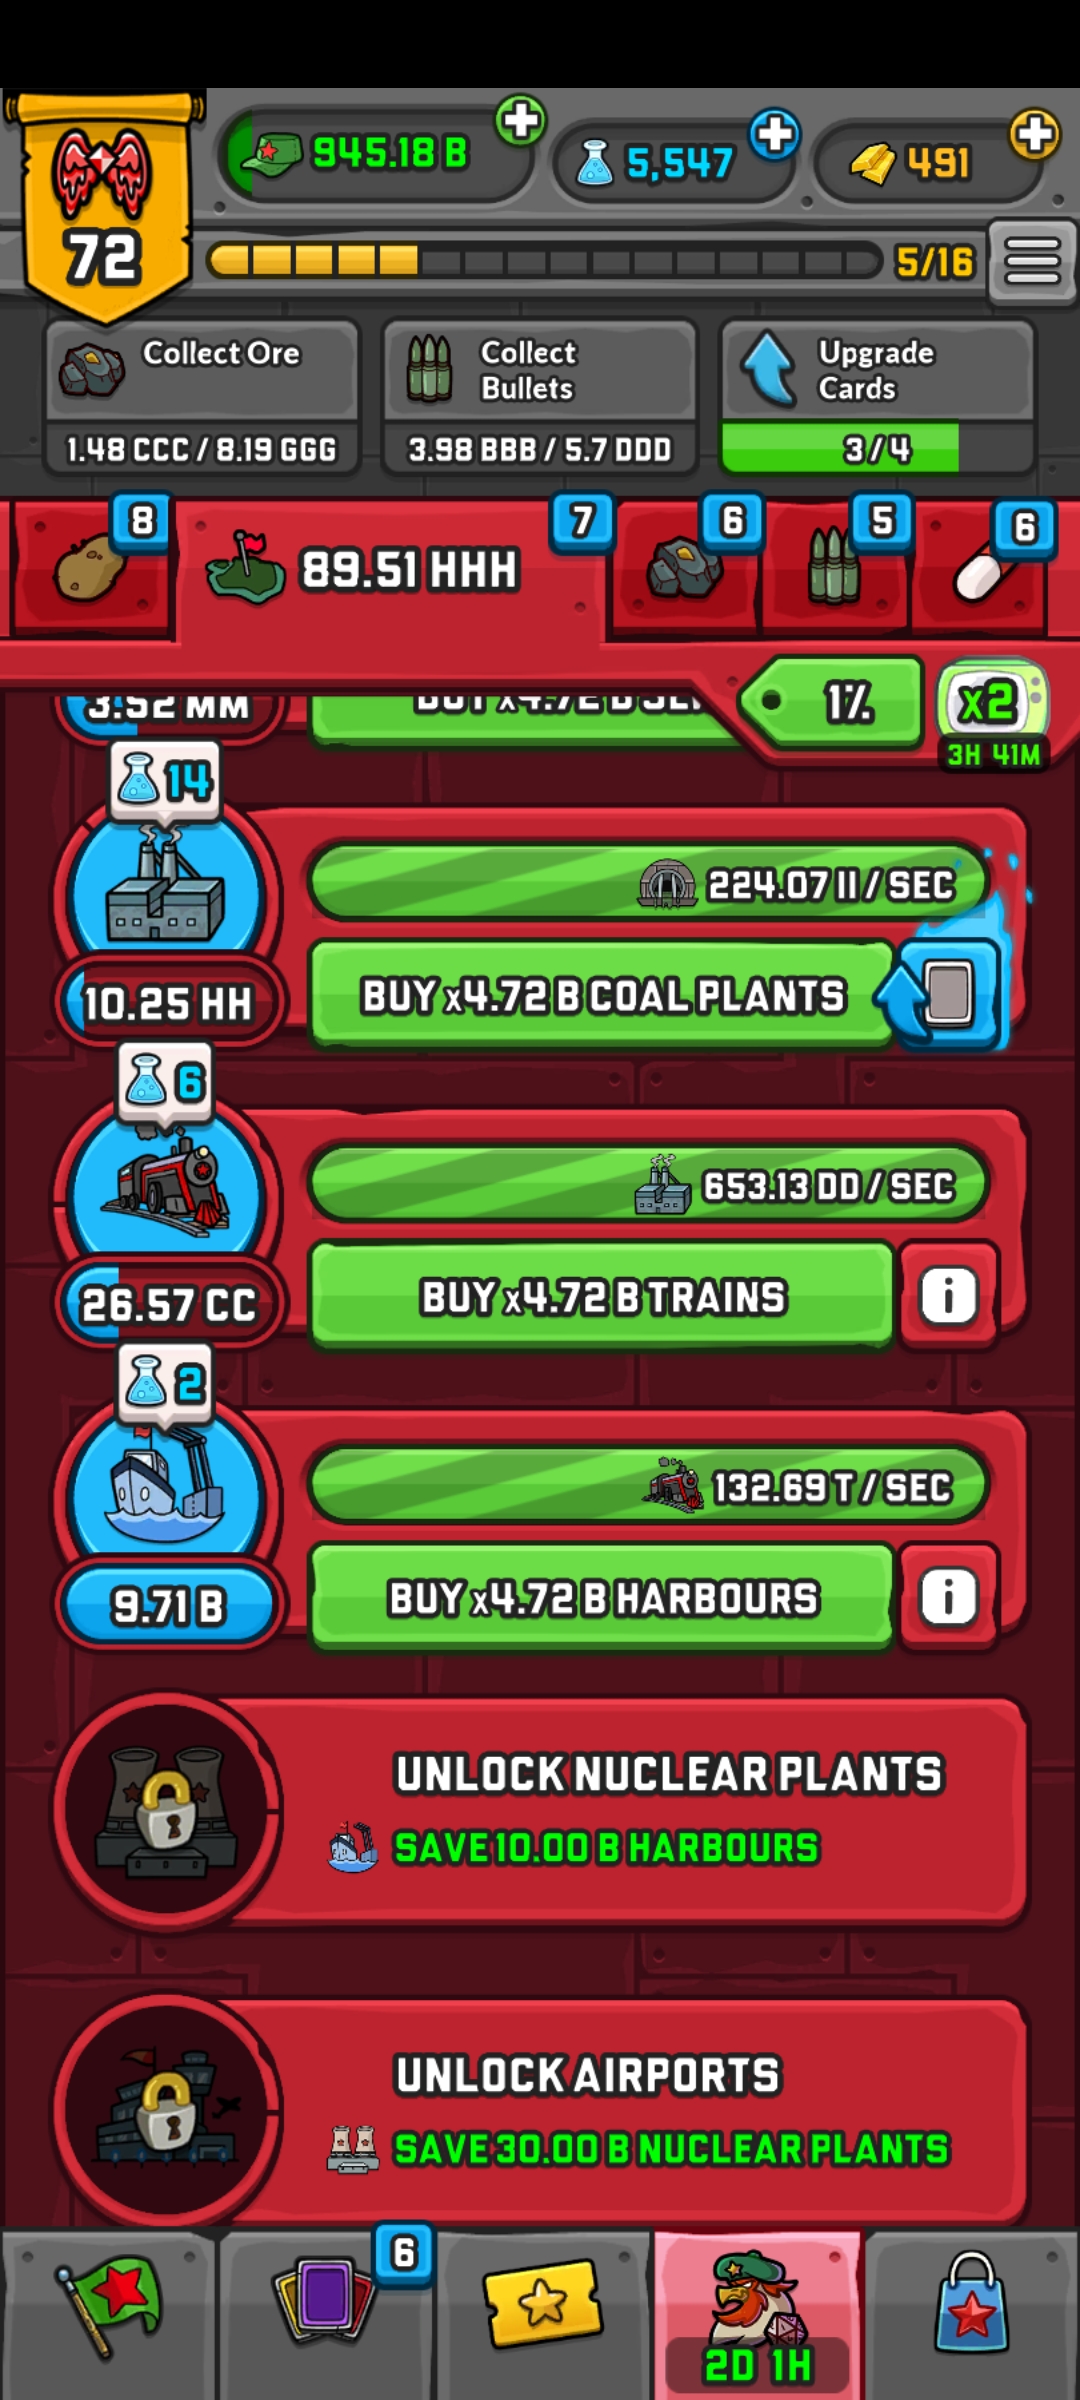 945.18 B
5,547
491
72
5/16
Collect Ore
1.48 CCC / 8.19 GGG
Collect
Bullets
3.98 BBB / 5.7 DDD
Upgrade
Cards
3/4
8
89.51 HHH
7
6
5
6
3.52 MM
BUY x4.72 B
1%
x2
3H 41M
14
224.07 II / SEC
10.25 HH
BUY x4.72 B COAL PLANTS
6
653.13 DD / SEC
26.57 CC
BUY x4.72 B TRAINS
i
2
132.69 T / SEC
9.71 B
BUY x4.72 B HARBOURS
i
UNLOCK NUCLEAR PLANTS
SAVE 10.00 B HARBOURS
UNLOCK AIRPORTS
SAVE 30.00 B NUCLEAR PLANTS
6
2D 1H